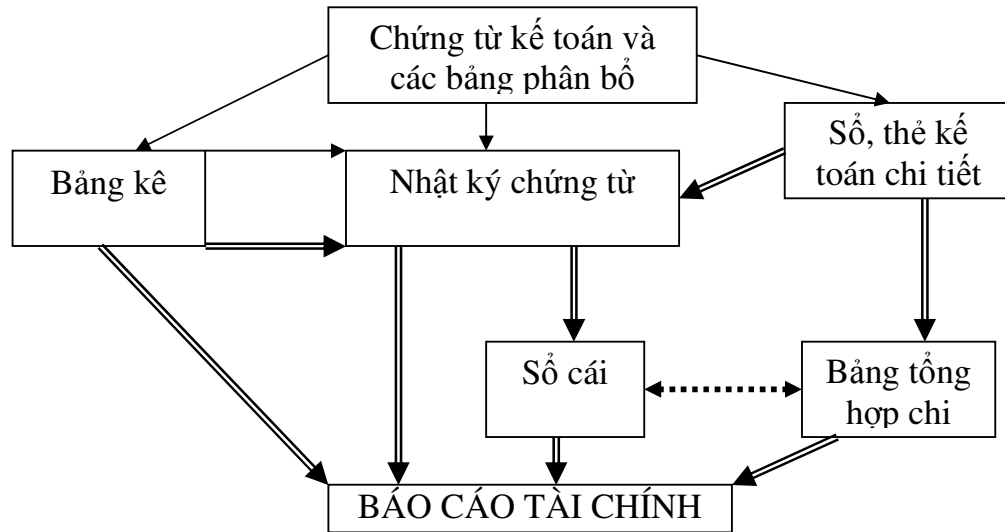 Chứng từ kế toán và
các bảng phân bổ
Sổ, thẻ kế
toán chi tiết
Bảng kê
Nhật ký chứng từ
Sổ cái
Bảng tổng
hợp chi
BÁO CÁO TÀI CHÍNH